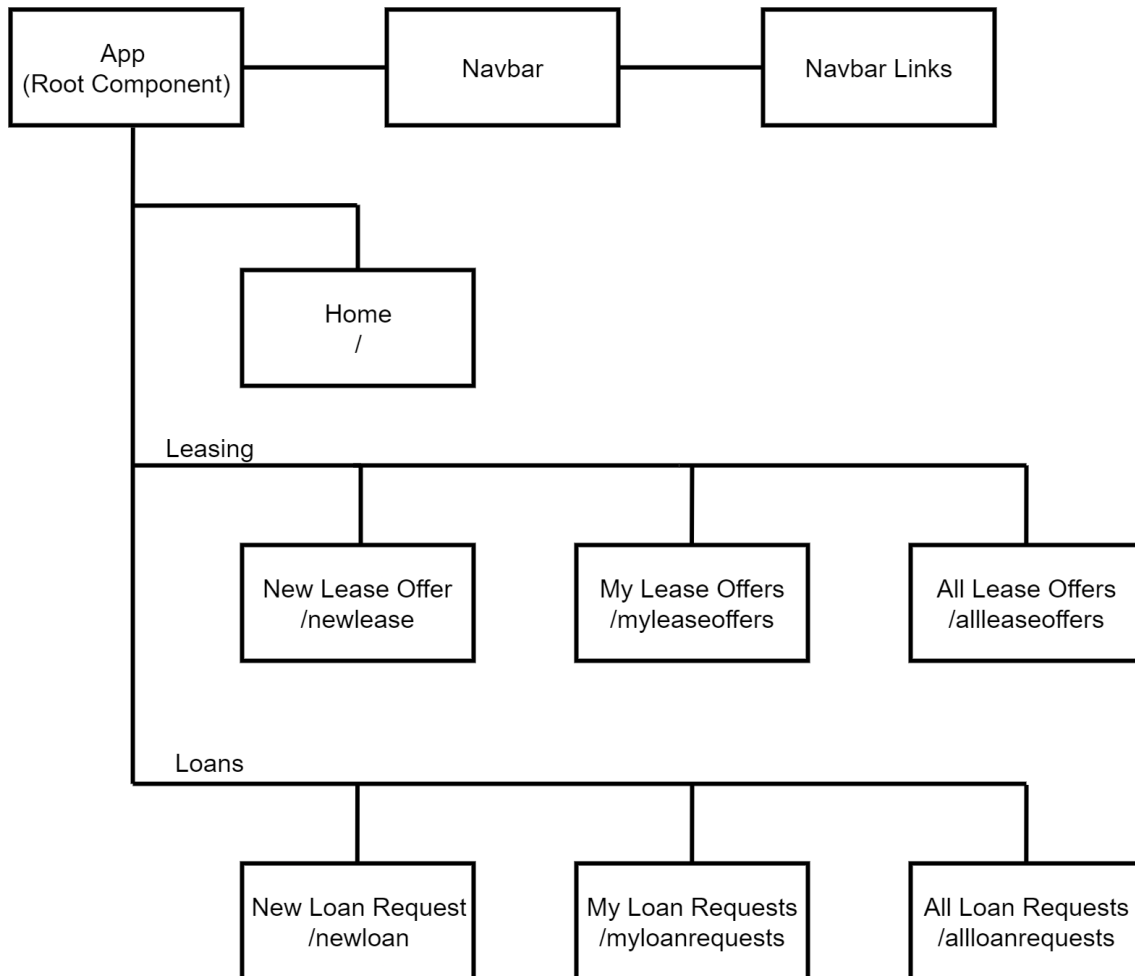 App
(Root Component)
Navbar
Navbar Links
Home
/
Leasing
New Lease Offer
/newlease
My Lease Offers
/myleaseoffers
All Lease Offers
/allleaseoffers
Loans
New Loan Request
/newloan
My Loan Requests
/myloanrequests
All Loan Requests
/allloanrequests